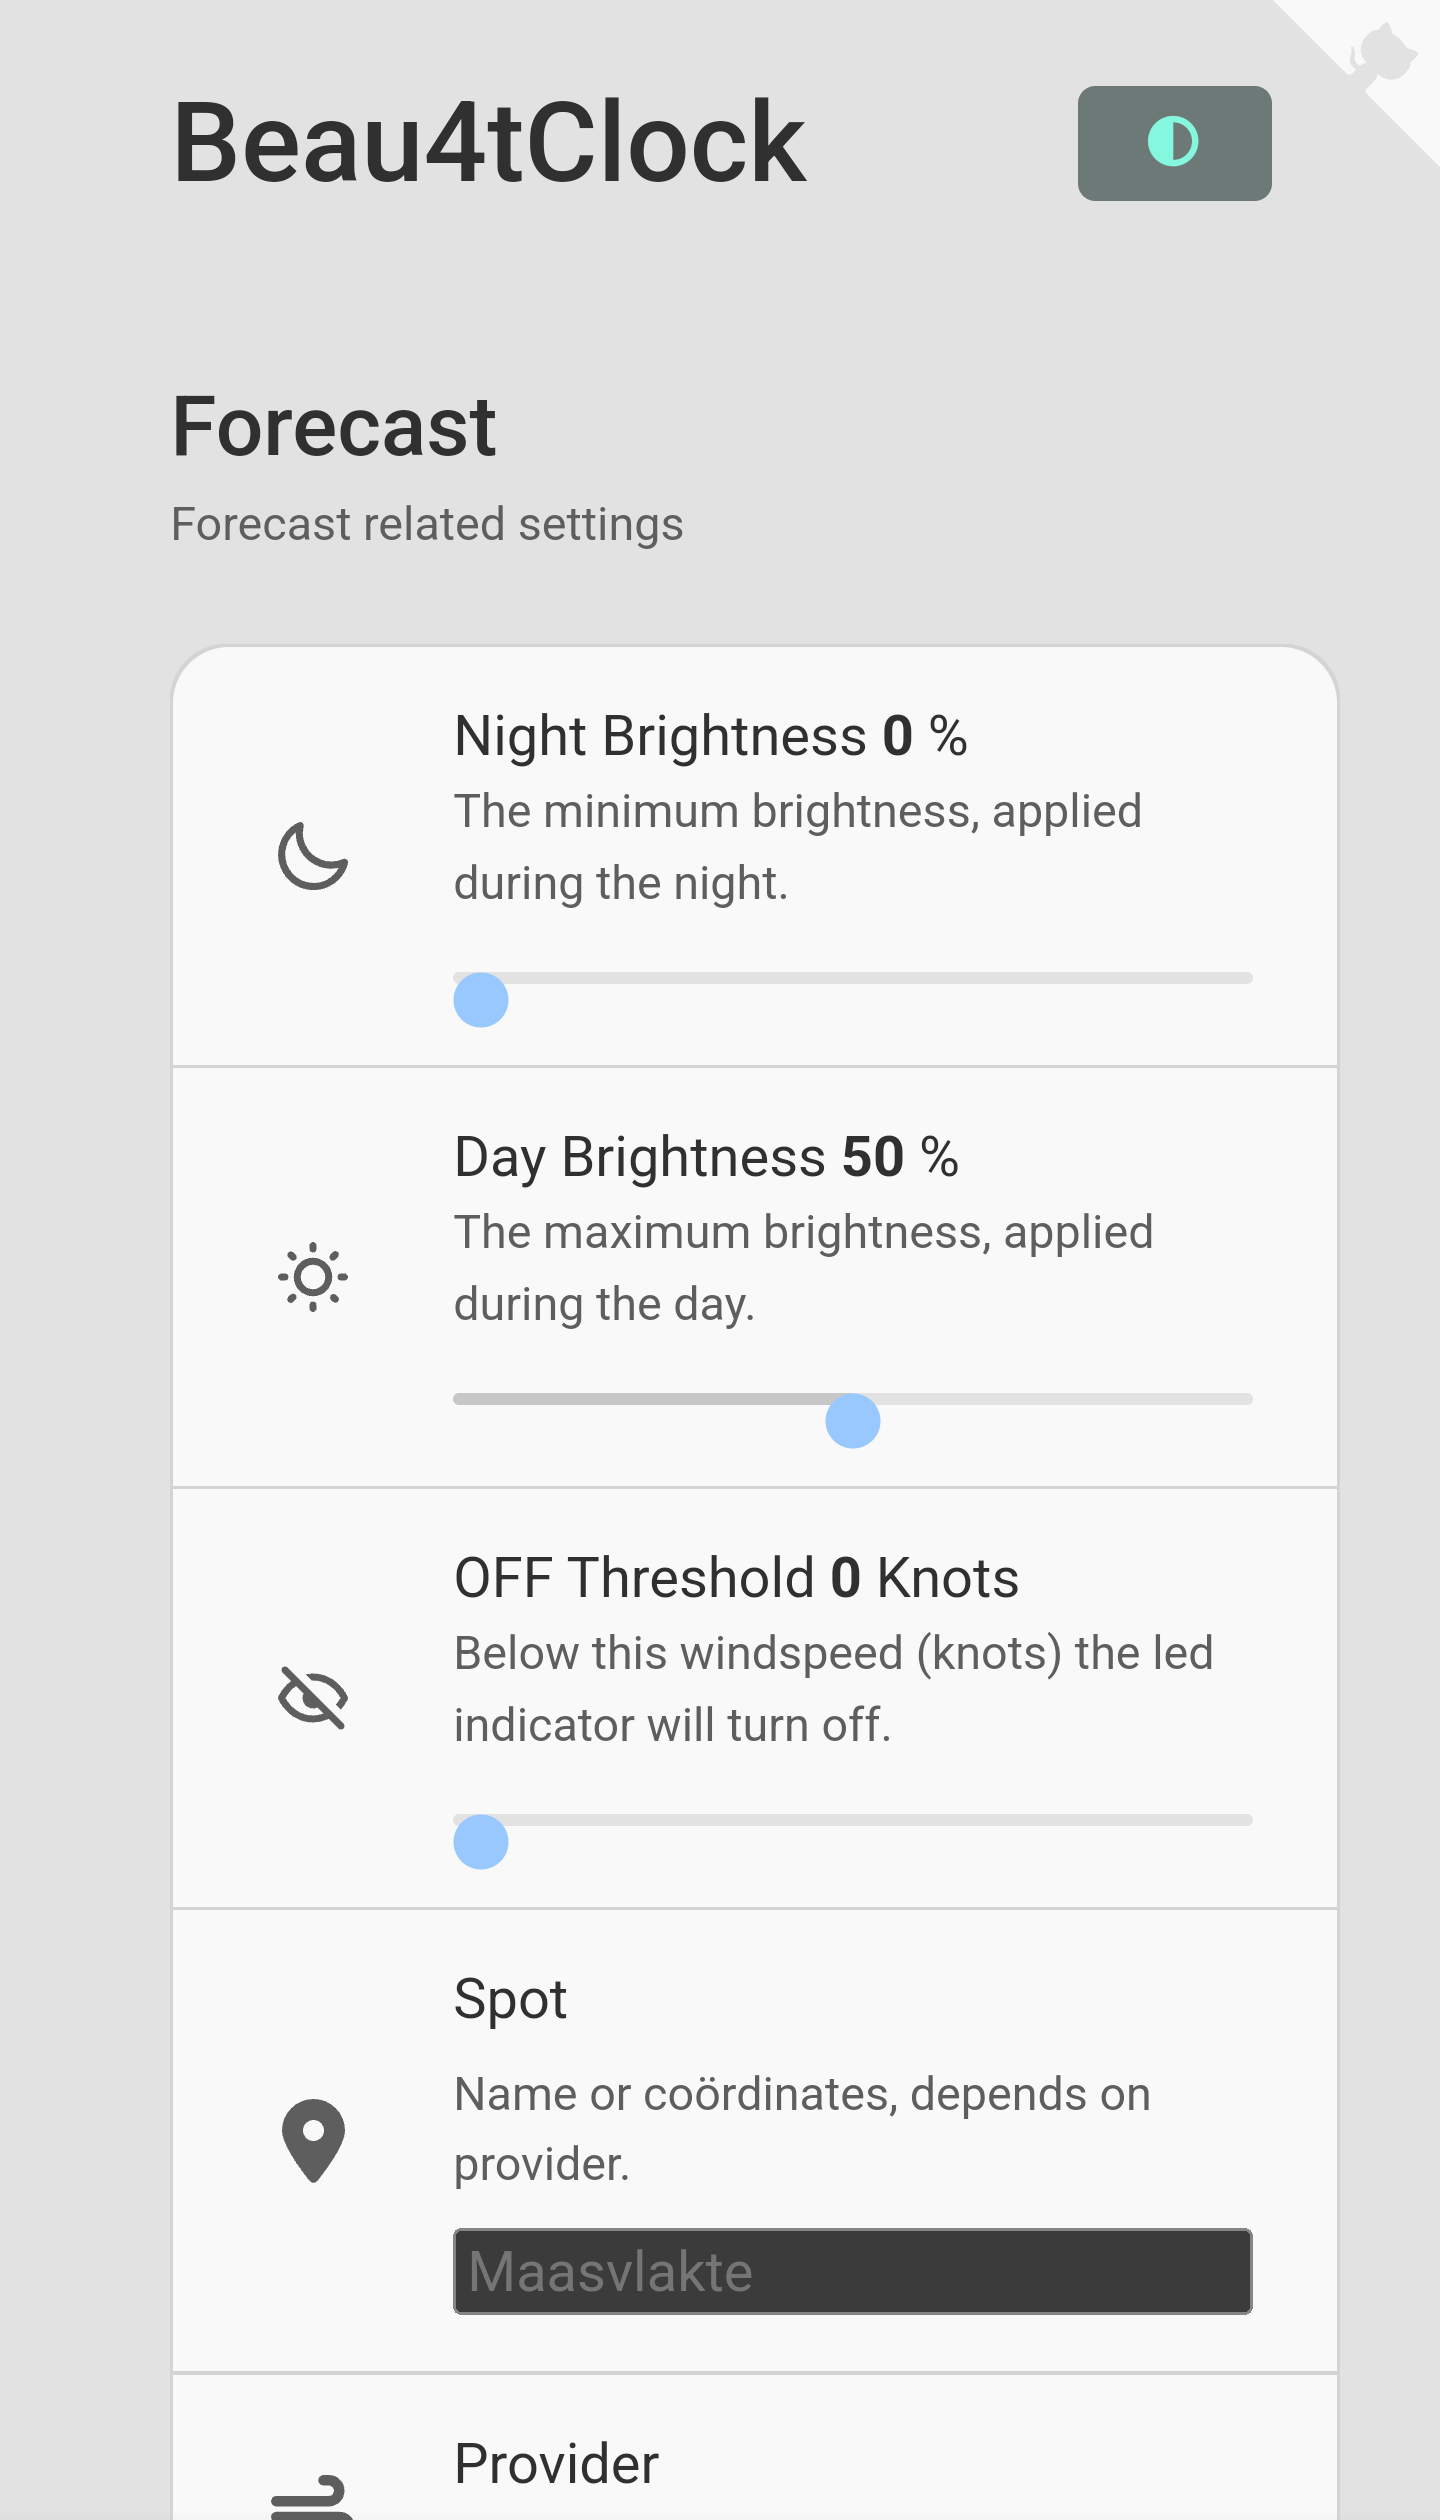 Beau4tClock
Forecast
Forecast related settings
Night Brightness 0 %
The minimum brightness, applied
during the night.
Day Brightness 50 %
The maximum brightness, applied
during the day.
OFF Threshold 0 Knots
Below this windspeed (knots) the led
indicator will turn off.
Spot
Name or coördinates, depends on
provider.
Maasvlakte
Provider